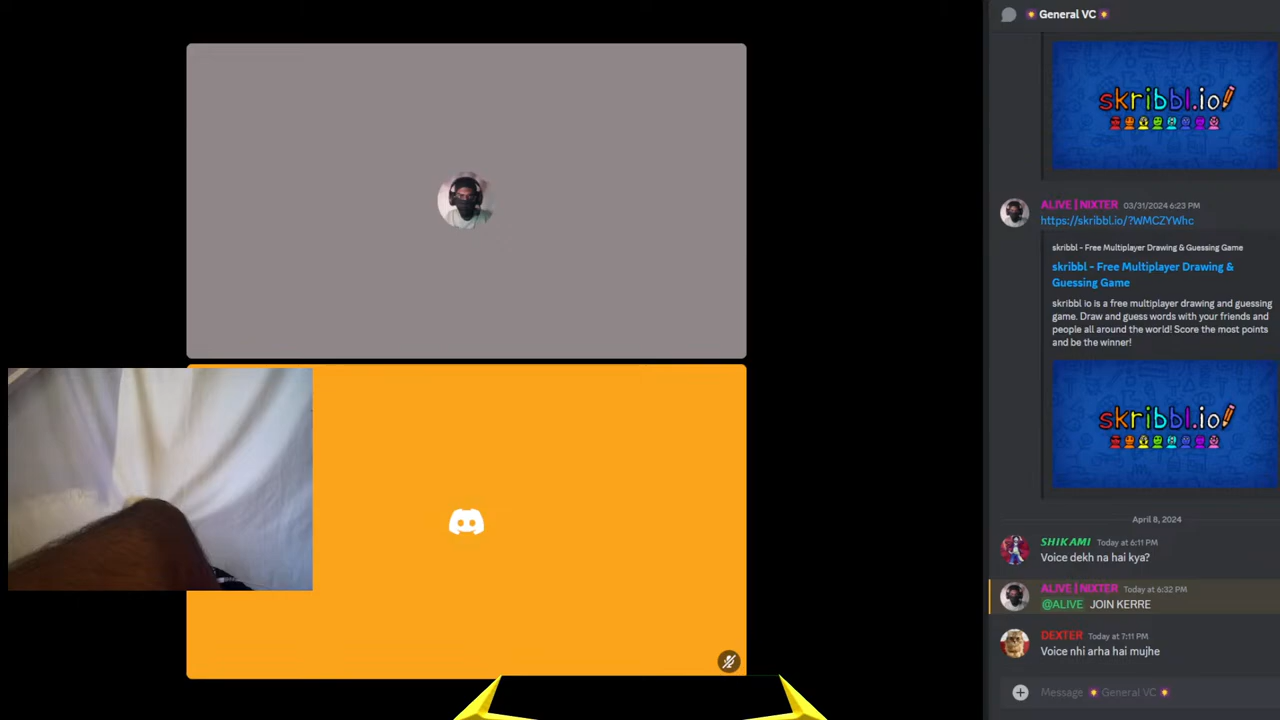 General VC
skribbl.io
ALIVE | NIXTER 03/31/2024 6:23 PM
https://skribbl.io/?WMCZYWhc
skribbl - Free Multiplayer Drawing & Guessing Game
skribbl - Free Multiplayer Drawing &
Guessing Game
skribbl io is a free multiplayer drawing and guessing
game. Draw and guess words with your friends and
people all around the world! Score the most points
and be the winner!
skribbl.io
April 8, 2024
SHIKAMI Today at 6:11 PM
Voice dekh na hai kya?
ALIVE | NIXTER Today at 6:32 PM
@ALIVE JOIN KERRE
DEXTER Today at 7:11 PM
Voice nhi arha hai mujhe
Message General VC